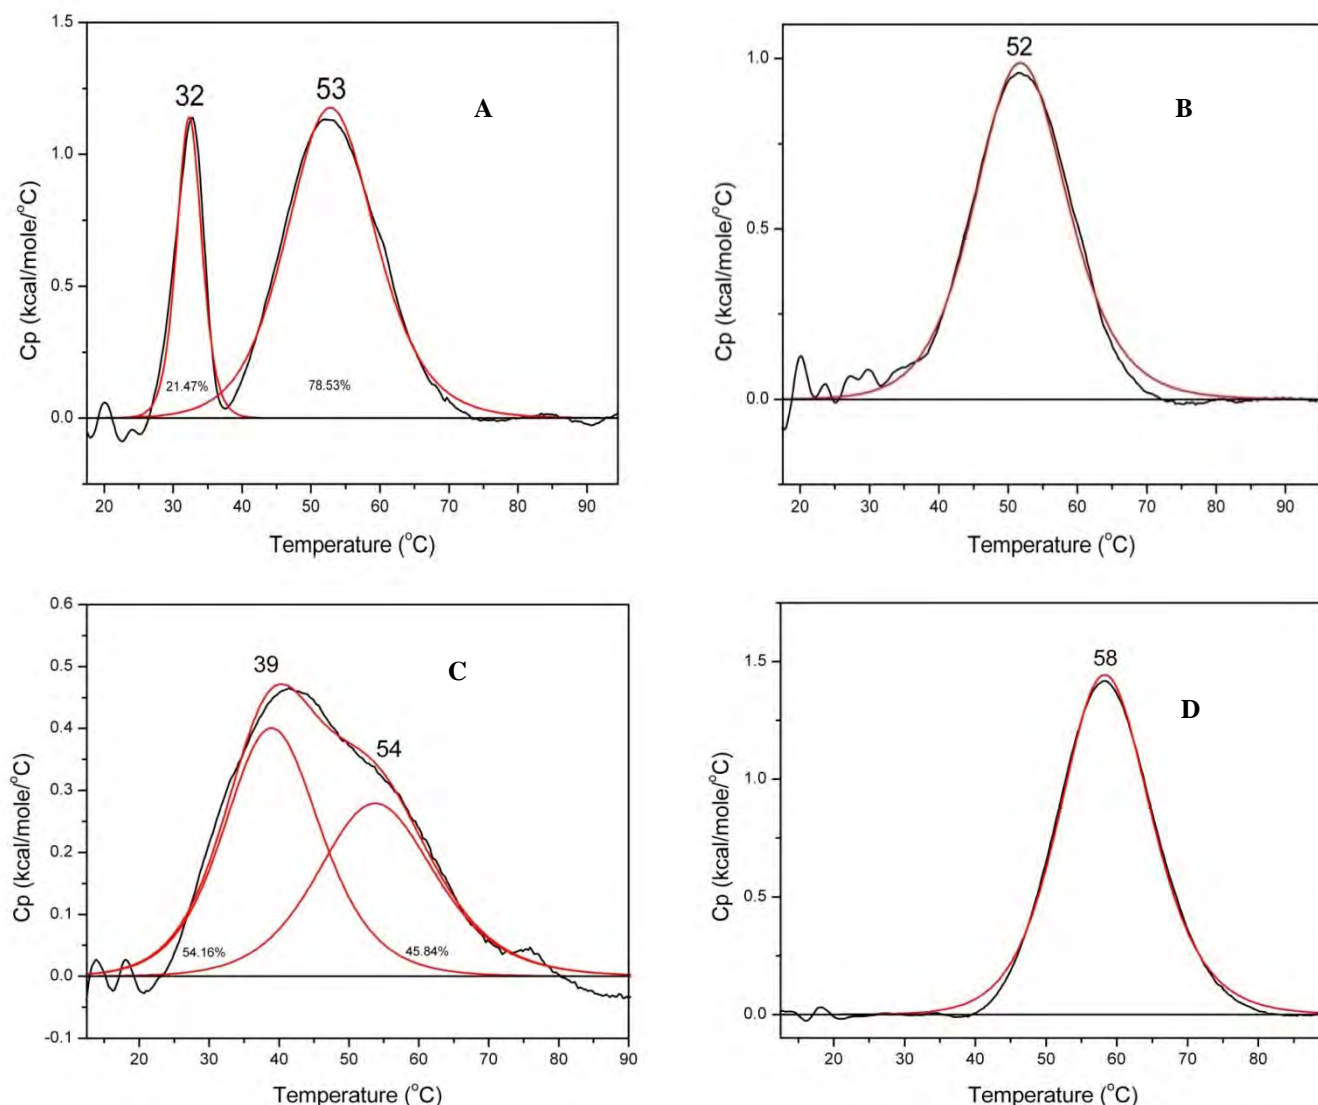 1.5
1.0
0.5
0.0
Cp (kcal/mole/°C)
32
53
A
21.47%
78.53%
20 30 40 50 60 70 80 90
Temperature (°C)
1.0
0.5
0.0
Cp (kcal/mole/°C)
52
B
20 30 40 50 60 70 80 90
Temperature (°C)
0.6
0.5
0.4
0.3
0.2
0.1
0.0
-0.1
Cp (kcal/mole/°C)
39
54
C
54.16%
45.84%
20 30 40 50 60 70 80 90
Temperature (°C)
1.5
1.0
0.5
0.0
Cp (kcal/mole/°C)
58
D
20 30 40 50 60 70 80
Temperature (°C)